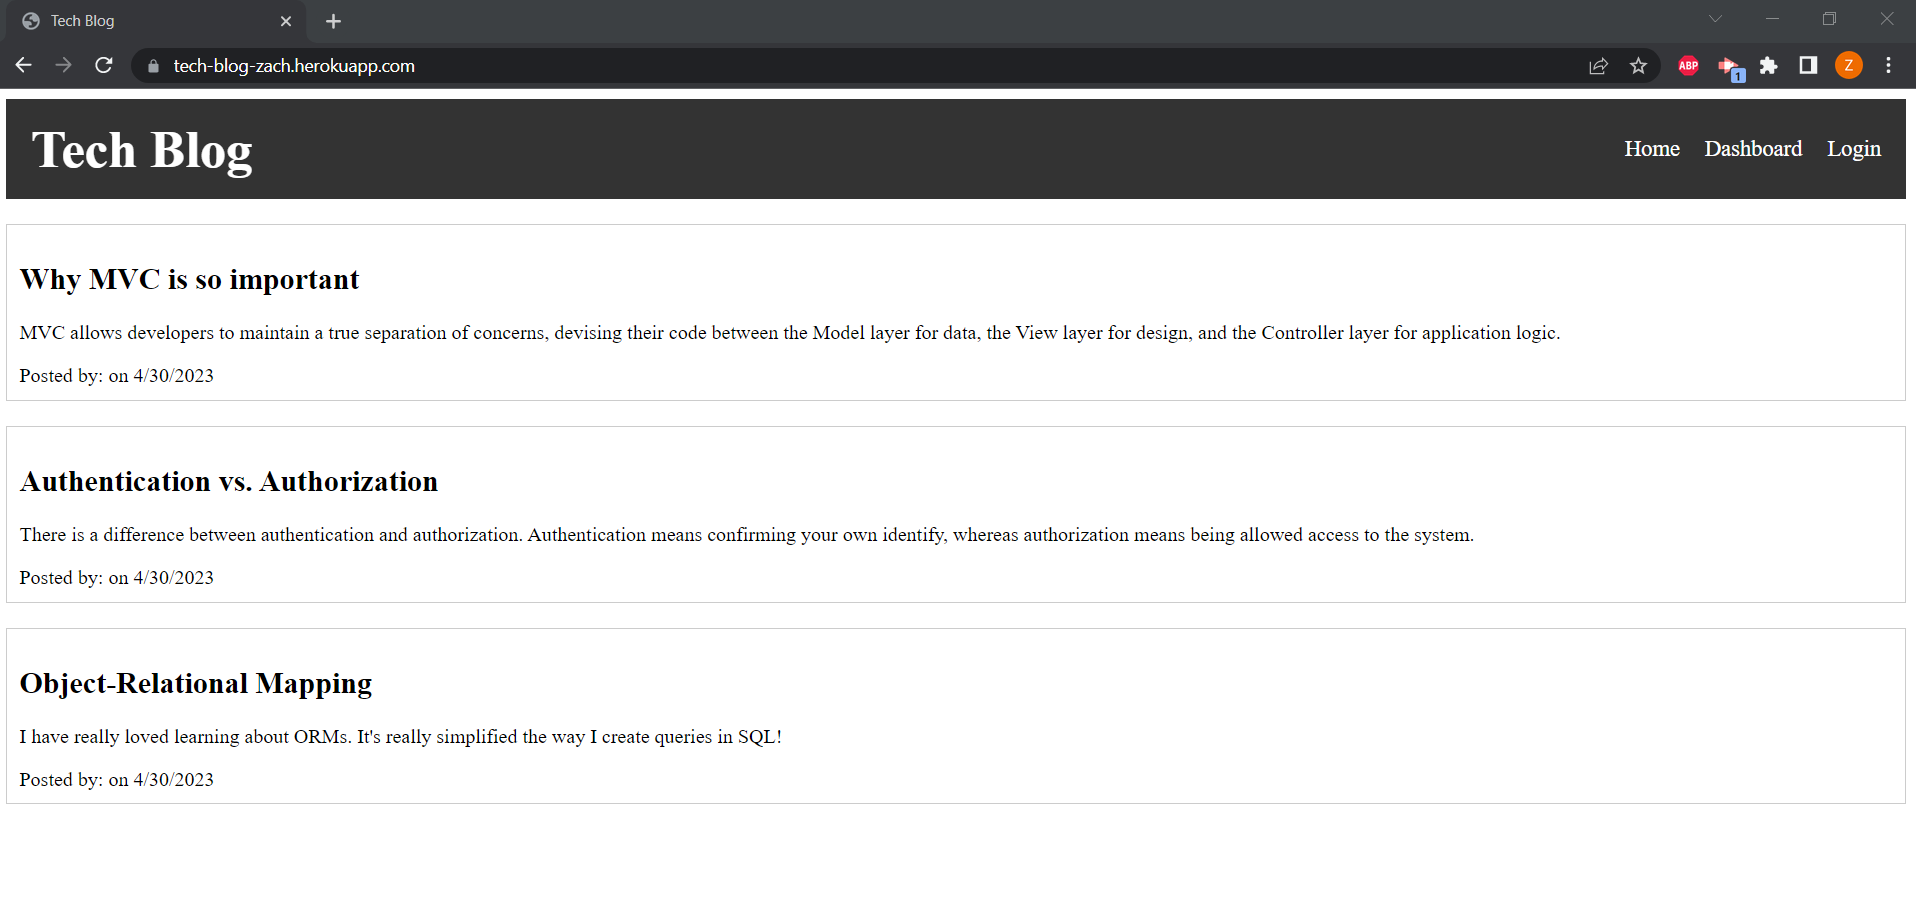 Tech Blog
tech-blog-zach.herokuapp.com
ABP
1
Z
Tech Blog
Home Dashboard Login
Why MVC is so important
MVC allows developers to maintain a true separation of concerns, devising their code between the Model layer for data, the View layer for design, and the Controller layer for application logic.
Posted by: on 4/30/2023
Authentication vs. Authorization
There is a difference between authentication and authorization. Authentication means confirming your own identify, whereas authorization means being allowed access to the system.
Posted by: on 4/30/2023
Object-Relational Mapping
I have really loved learning about ORMs. It's really simplified the way I create queries in SQL!
Posted by: on 4/30/2023